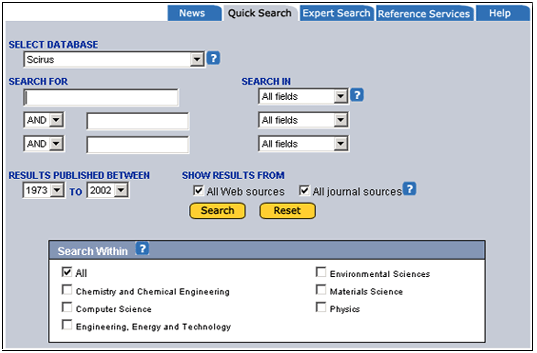 News Quick Search Expert Search Reference Services Help
SELECT DATABASE
Scirus ?
SEARCH FOR SEARCH IN
All fields ?
AND All fields
AND All fields
RESULTS PUBLISHED BETWEEN SHOW RESULTS FROM
1973 TO 2002 All Web sources All journal sources ?
Search Reset
Search Within ?
All Environmental Sciences
Chemistry and Chemical Engineering Materials Science
Computer Science Physics
Engineering, Energy and Technology